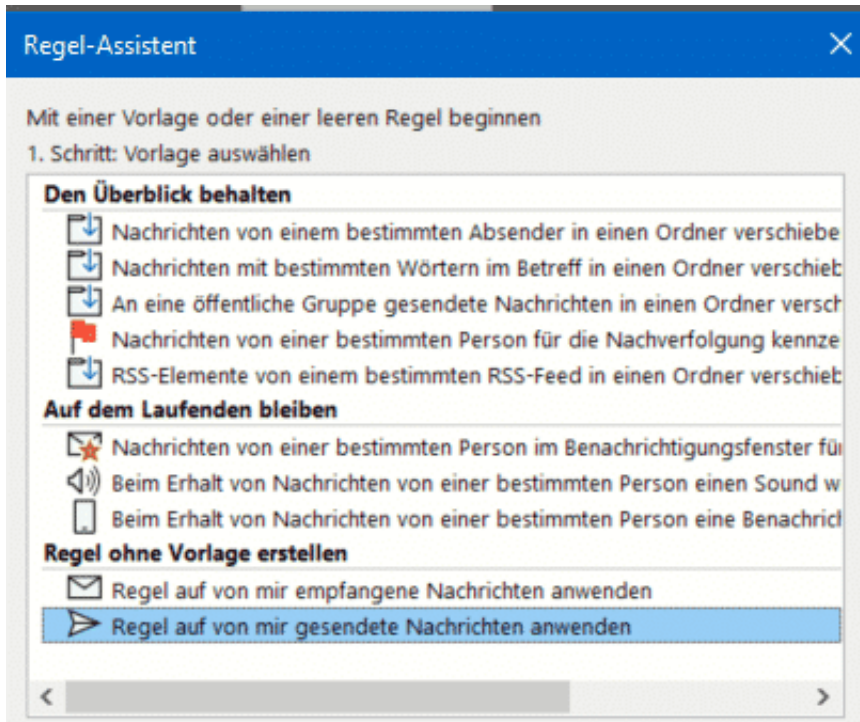 Regel-Assistent
Mit einer Vorlage oder einer leeren Regel beginnen
1. Schritt: Vorlage auswählen
Den Überblick behalten
Nachrichten von einem bestimmten Absender in einen Ordner verschiebe
Nachrichten mit bestimmten Wörtern im Betreff in einen Ordner verschieb
An eine öffentliche Gruppe gesendete Nachrichten in einen Ordner versch
Nachrichten von einer bestimmten Person für die Nachverfolgung kennze
RSS-Elemente von einem bestimmten RSS-Feed in einen Ordner verschieb
Auf dem Laufenden bleiben
Nachrichten von einer bestimmten Person im Benachrichtigungsfenster für
Beim Erhalt von Nachrichten von einer bestimmten Person einen Sound w
Beim Erhalt von Nachrichten von einer bestimmten Person eine Benachrich
Regel ohne Vorlage erstellen
Regel auf von mir empfangene Nachrichten anwenden
Regel auf von mir gesendete Nachrichten anwenden